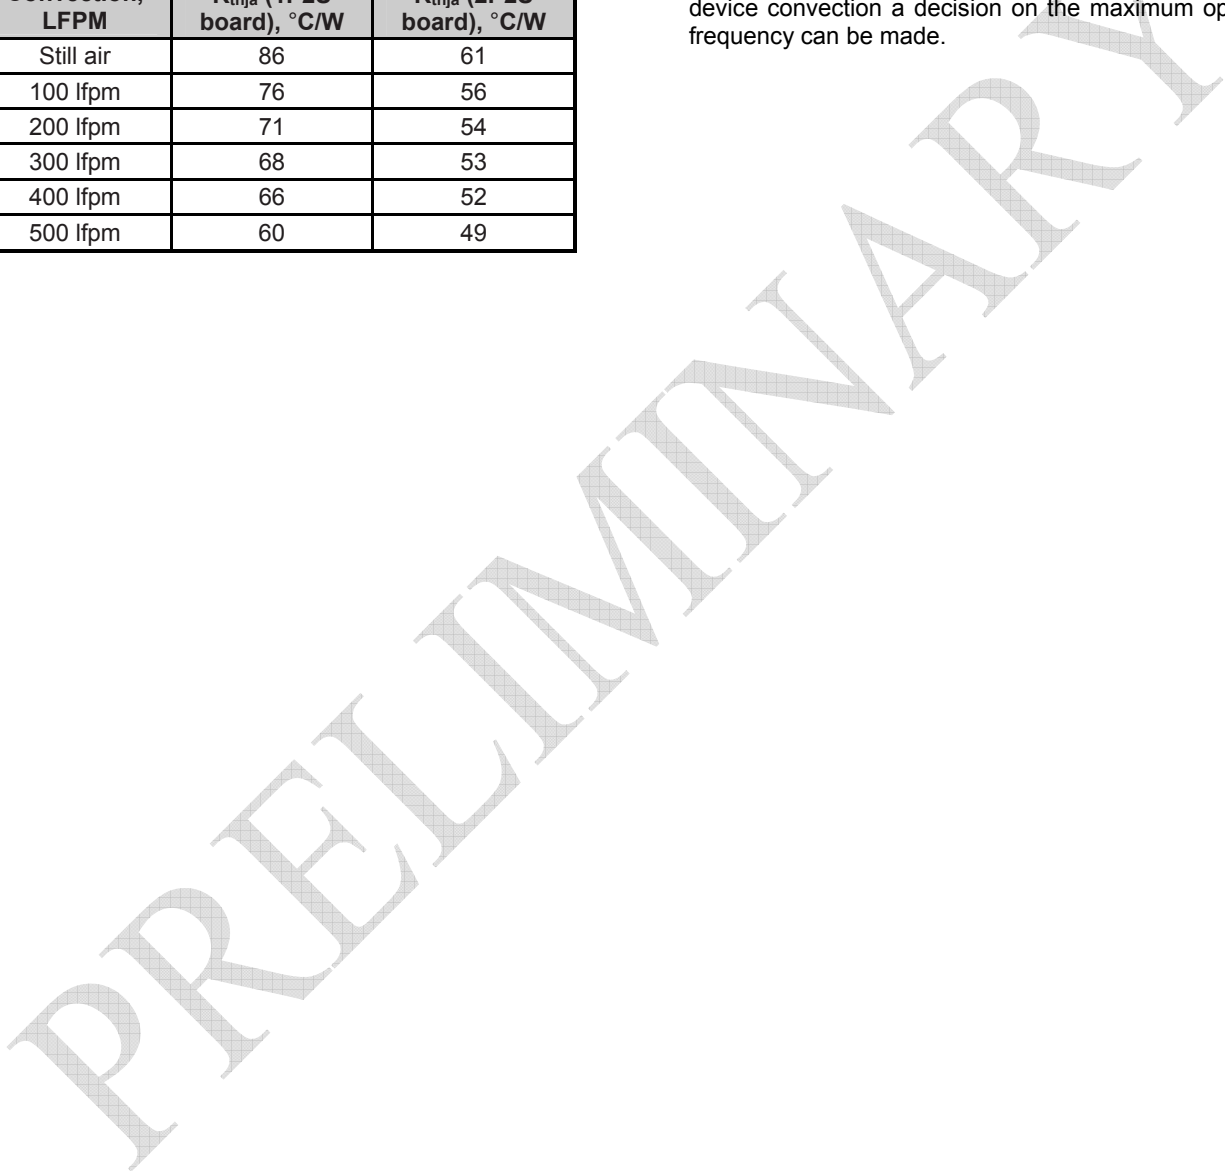 LFPM board), °C/W board), °C/W
Still air 86 61
100 lfpm 76 56
200 lfpm 71 54
300 lfpm 68 53
400 lfpm 66 52
500 lfpm 60 49
device convection a decision on the maximum op
frequency can be made.
PRELIMINARY